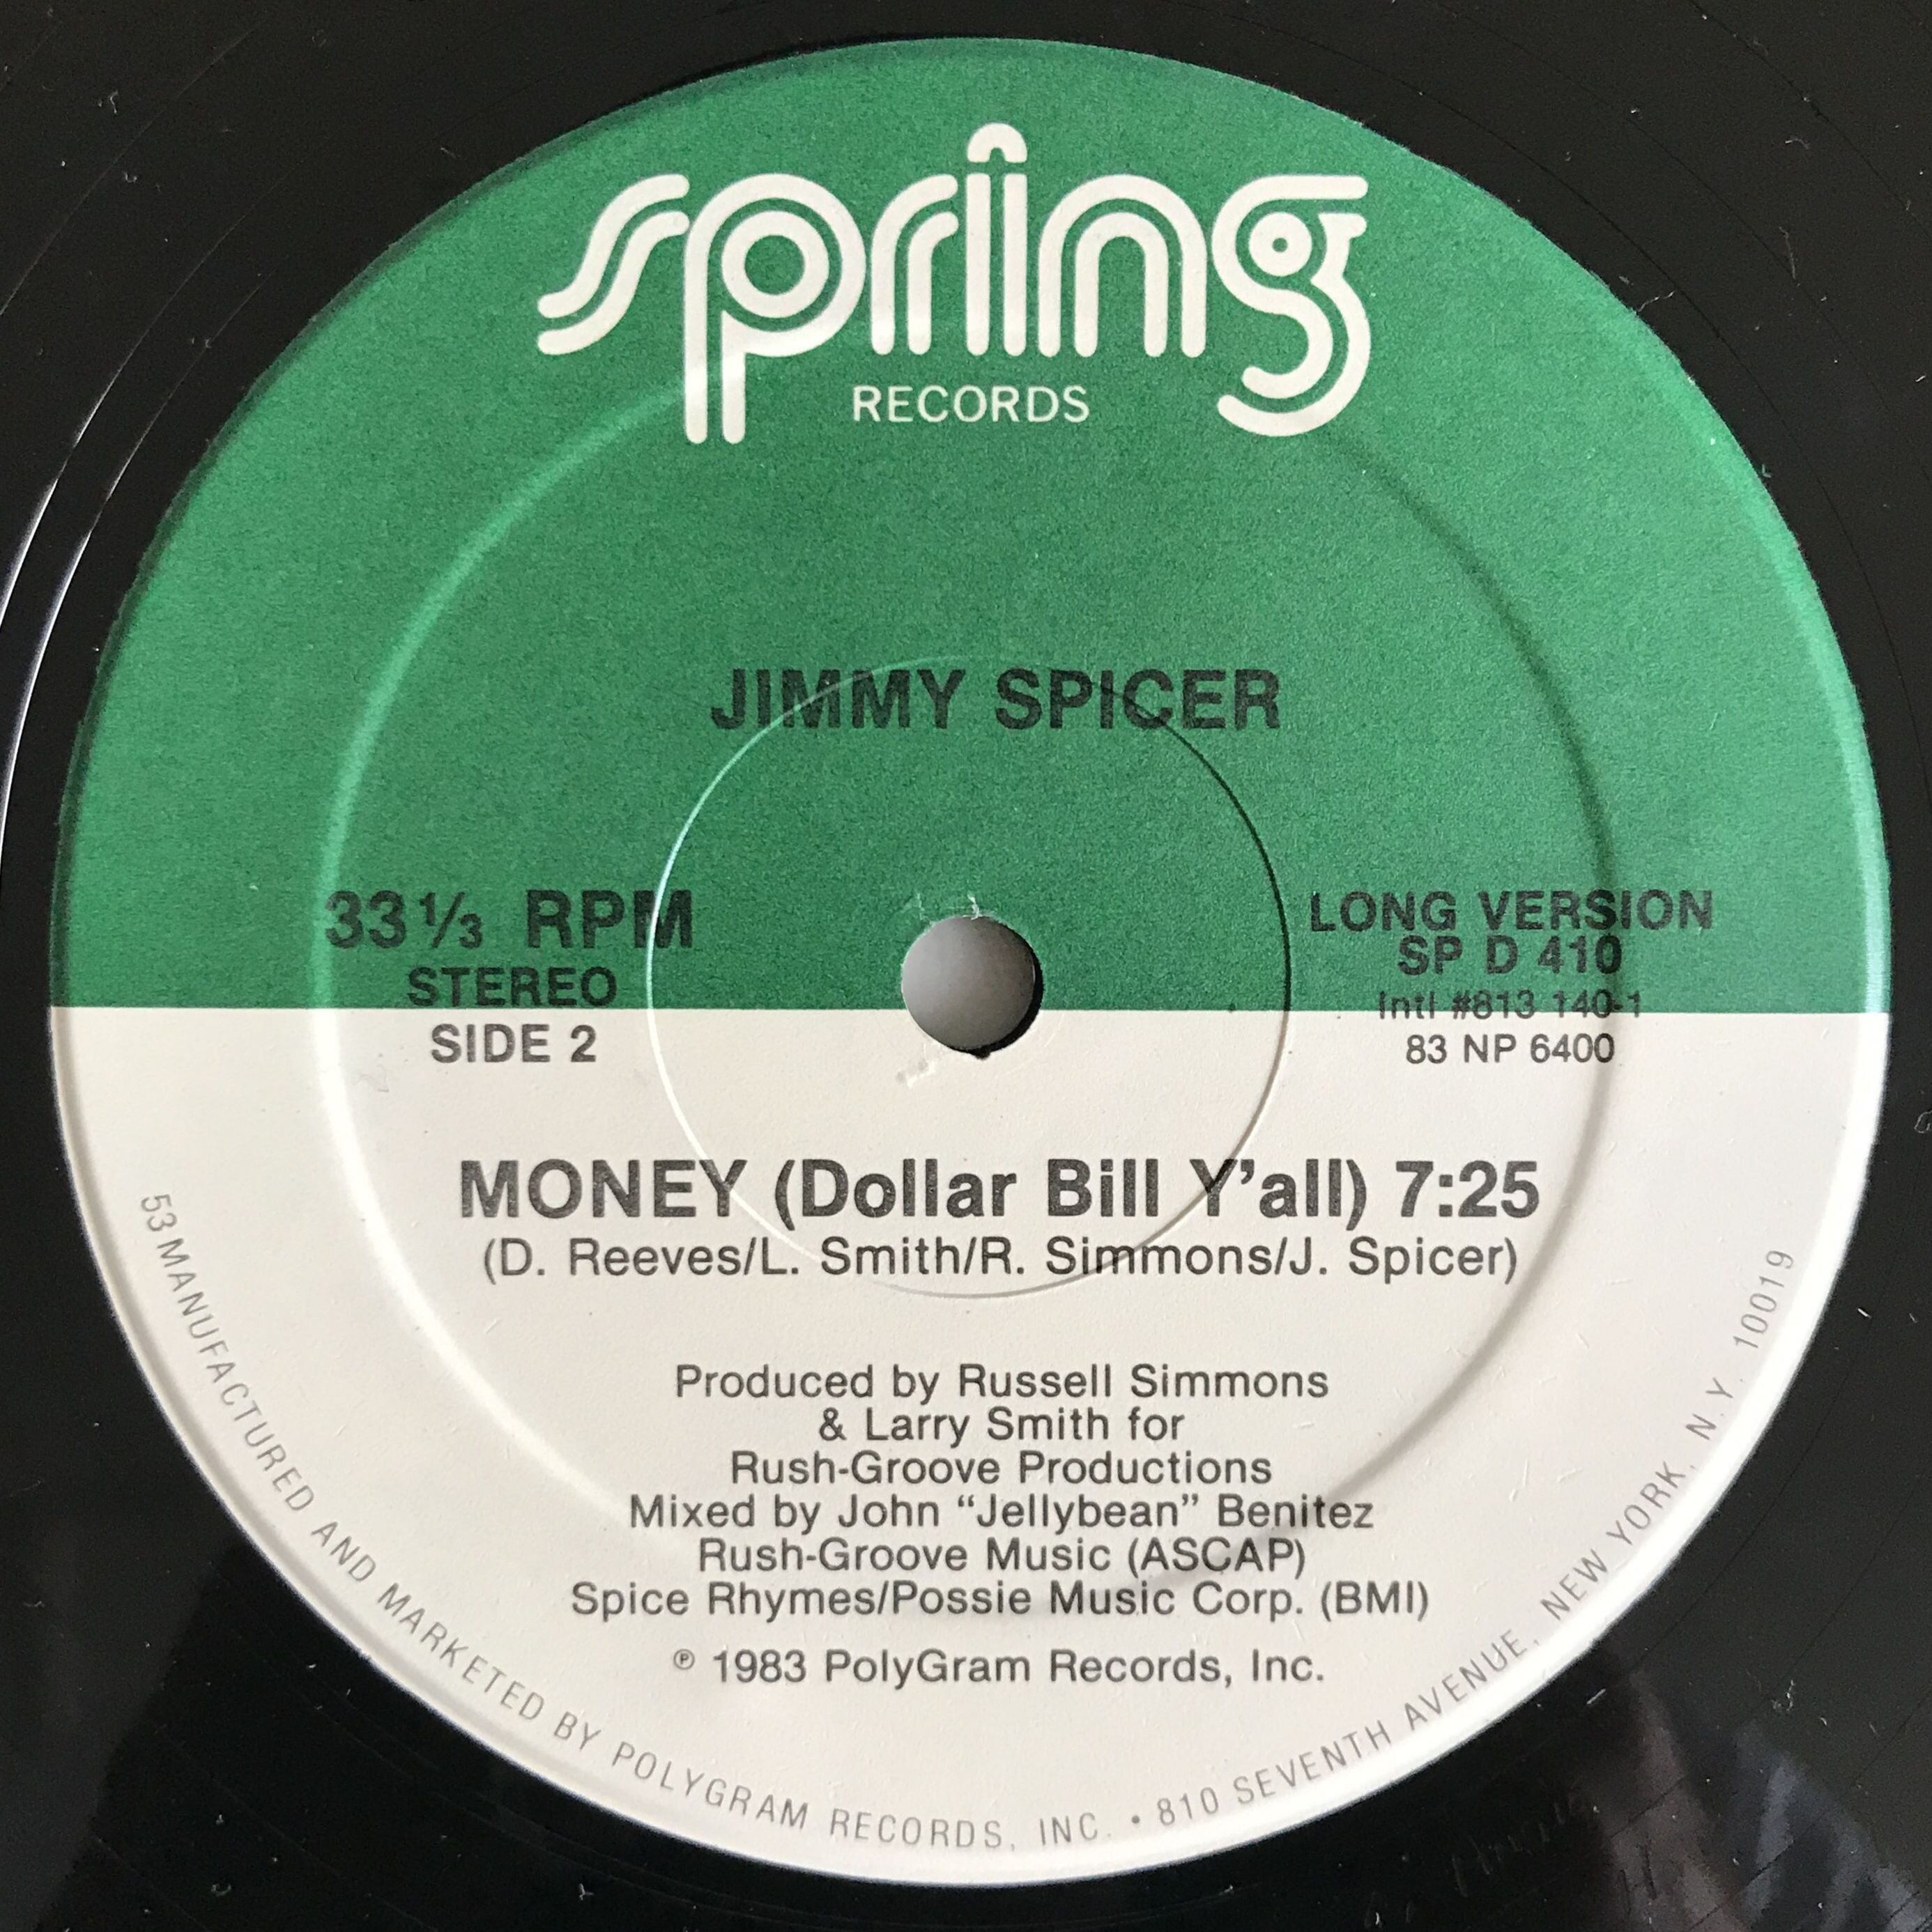 spring
RECORDS
JIMMY SPICER
33 1/3 RPM
STEREO
SIDE 2
LONG VERSION
SP D 410
Intl #813 140-1
83 NP 6400
MONEY (Dollar Bill Y'all) 7:25
(D. Reeves/L. Smith/R. Simmons/J. Spicer)
Produced by Russell Simmons
& Larry Smith for
Rush-Groove Productions
Mixed by John “Jellybean” Benitez
Rush-Groove Music (ASCAP)
Spice Rhymes/Possie Music Corp. (BMI)
℗ 1983 PolyGram Records, Inc.
53 MANUFACTURED AND MARKETED BY POLYGRAM RECORDS, INC. • 810 SEVENTH AVENUE, NEW YORK, N.Y. 10019